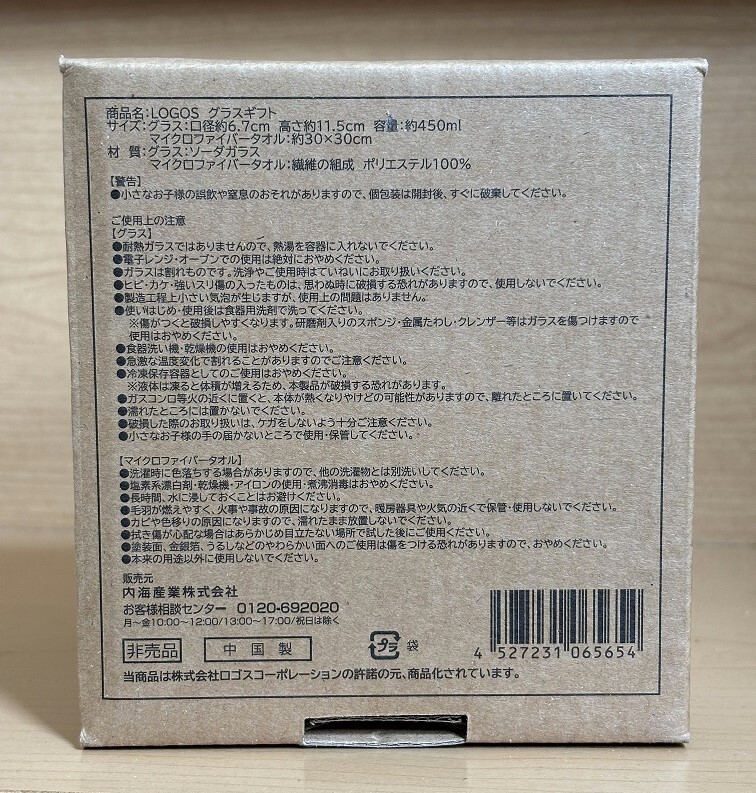 商品名:LOGOS グラスギフト
サイズ:グラス:口径約6.7cm 高さ約11.5cm 容量:約450ml
マイクロファイバータオル:約30×30cm
材 質:グラス:ソーダガラス
マイクロファイバータオル:繊維の組成 ポリエステル100%
【警告】
●小さなお子様の誤飲や窒息のおそれがありますので、個包装は開封後、すぐに破棄してください。
ご使用上の注意
【グラス】
●耐熱ガラスではありませんので、熱湯を容器に入れないでください。
●電子レンジ・オーブンでの使用は絶対におやめください。
●ガラスは割れものです。洗浄やご使用時はていねいにお取り扱いください。
●ヒビ・カケ・強いスリ傷の入ったものは、思わぬ時に破損する恐れがありますので、使用しないでください。
●製造工程上小さい気泡が生じますが、使用上の問題はありません。
●使いはじめ・使用後は食器用洗剤で洗ってください。
※傷がつくと破損しやすくなります。研磨剤入りのスポンジ・金属たわし・クレンザー等はガラスを傷つけますので
使用はおやめください。
●食器洗い機・乾燥機の使用はおやめください。
●急激な温度変化で割れることがありますのでご注意ください。
●冷凍保存容器としてのご使用はおやめください。
※液体は凍ると体積が増えるため、本製品が破損する恐れがあります。
●ガスコンロ等火の近くに置くと、本体が熱くなりやけどの可能性がありますので、離れたところに置いてください。
●濡れたところには置かないでください。
●破損した際のお取り扱いは、ケガをしないよう十分ご注意ください。
●小さなお子様の手の届かないところで使用・保管してください。
【マイクロファイバータオル】
●洗濯時に色落ちする場合がありますので、他の洗濯物とは別洗いしてください。
●塩素系漂白剤・乾燥機・アイロンの使用・煮沸消毒はおやめください。
●長時間、水に浸しておくことはお避けください。
●毛羽が燃えやすく、火事や事故の原因になりますので、暖房器具や火気の近くで保管・使用しないでください。
●カビや色移りの原因になりますので、濡れたまま放置しないでください。
●拭き傷が心配な場合はあらかじめ目立たない場所で試した後にご使用ください。
●塗装面、金銀箔、うるしなどのやわらかい面へのご使用は傷をつける恐れがありますので、おやめください。
●本来の用途以外に使用しないでください。
販売元
内海産業株式会社
お客様相談センター 0120-692020
月～金10:00～12:00/13:00～17:00/祝日は除く
非売品 中国製 プラ 袋
4 527231 065654
当商品は株式会社ロゴスコーポレーションの許諾の元、商品化されています。